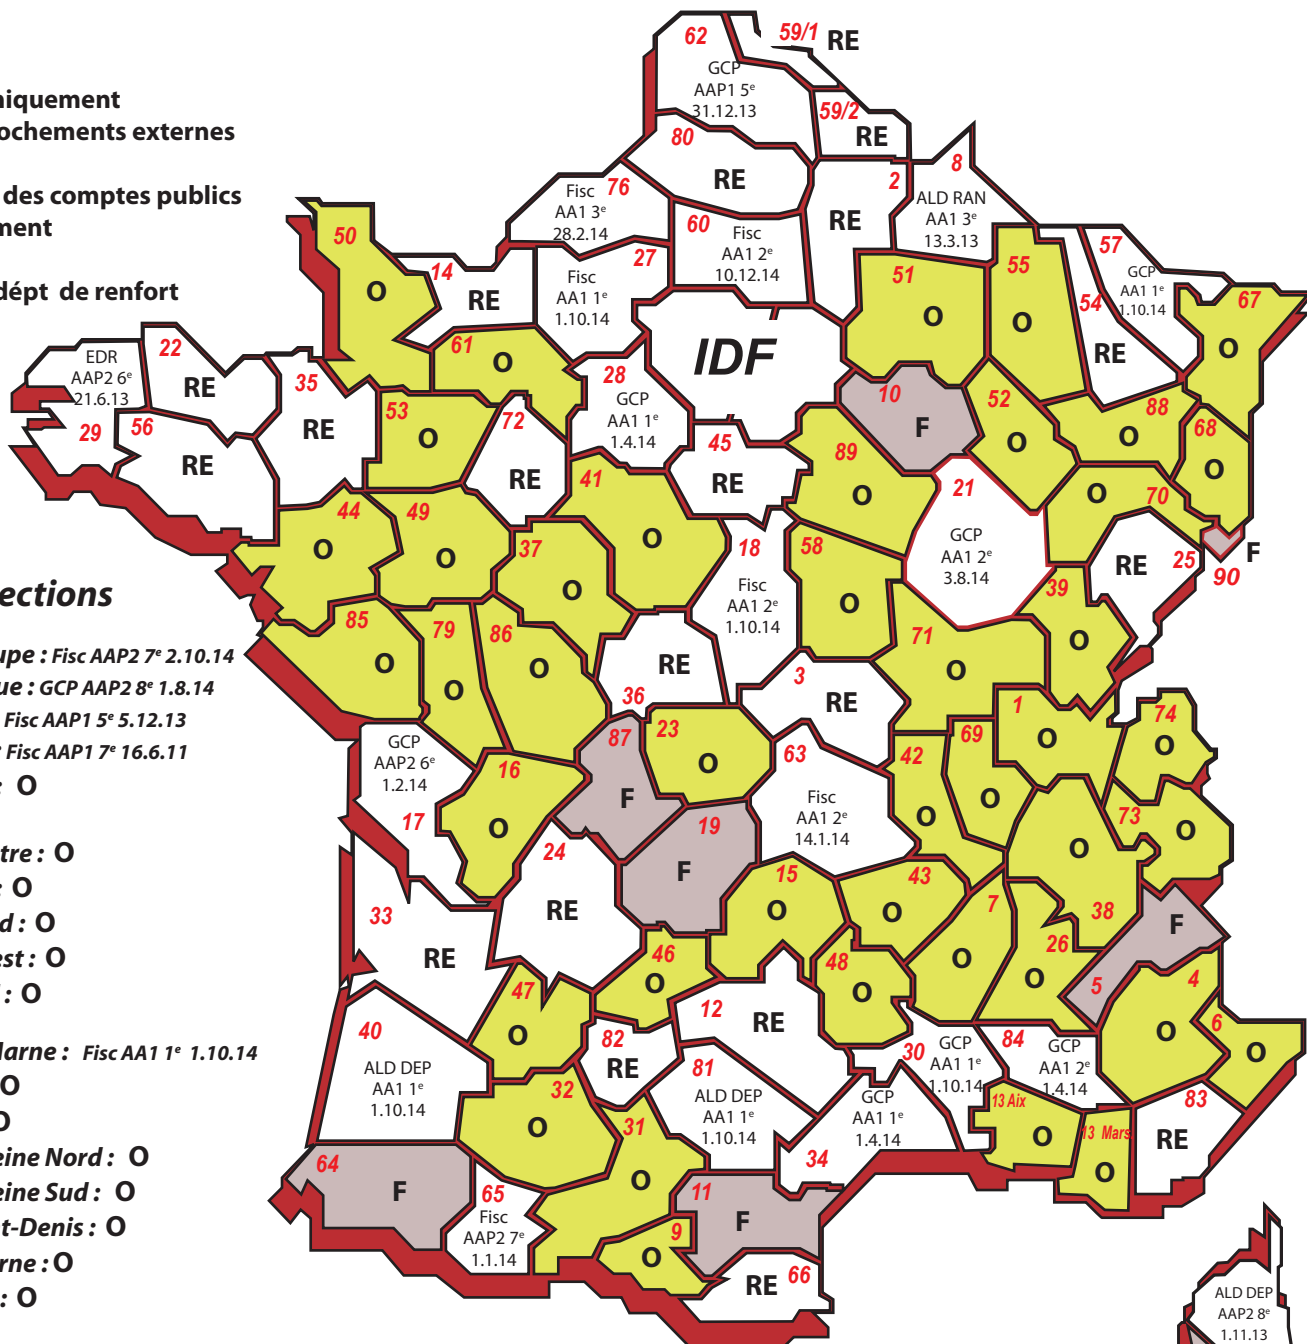 niquement
ochements externes
des comptes publics
ment
dépt de renfort
ections
upe : Fisc AAP2 7e 2.10.14
ue : GCP AAP2 8e 1.8.14
Fisc AAP1 5e 5.12.13
: Fisc AAP1 7e 16.6.11
: O
tre : O
: O
d : O
est : O
l : O
Marne : Fisc AA1 1e 1.10.14
O
O
eine Nord : O
eine Sud : O
t-Denis : O
rne : O
: O
62
GCP
AAP1 5e
31.12.13
59/1 RE
59/2
RE
80
RE
2
RE
8
ALD RAN
AA1 3e
13.3.13
Fisc 76
AA1 3e
28.2.14
60
Fisc
AA1 2e
10.12.14
27
Fisc
AA1 1e
1.10.14
50
O
14
RE
61
O
IDF
51
O
55
O
54
RE
57
GCP
AA1 1e
1.10.14
67
O
EDR
AAP2 6e
21.6.13
29
22
RE
35
RE
56
RE
53
O
72
RE
28
GCP
AA1 1e
1.4.14
45
RE
10
F
52
O
88
O
68
O
89
O
21
GCP
AA1 2e
3.8.14
70
O
90
F
25
RE
44
O
49
O
37
O
41
O
18
Fisc
AA1 2e
1.10.14
58
O
39
O
71
O
85
O
79
O
86
O
RE
36
3
RE
1
O
74
O
GCP
AAP2 6e
1.2.14
17
16
O
87
F
23
O
63
Fisc
AA1 2e
14.1.14
42
O
69
O
73
O
38
O
24
RE
19
F
15
O
43
O
7
O
26
O
5
F
33
RE
46
O
48
O
4
O
6
O
47
O
12
RE
40
ALD DEP
AA1 1e
1.10.14
82
RE
81
ALD DEP
AA1 1e
1.10.14
30
GCP
AA1 1e
1.10.14
84
GCP
AA1 2e
1.4.14
83
RE
32
O
31
O
GCP
AA1 1e
1.4.14
34
13 Aix
O
13 Mars
O
64
F
65
Fisc
AAP2 7e
1.1.14
11
F
9
O
66
RE
ALD DEP
AAP2 8e
1.11.13